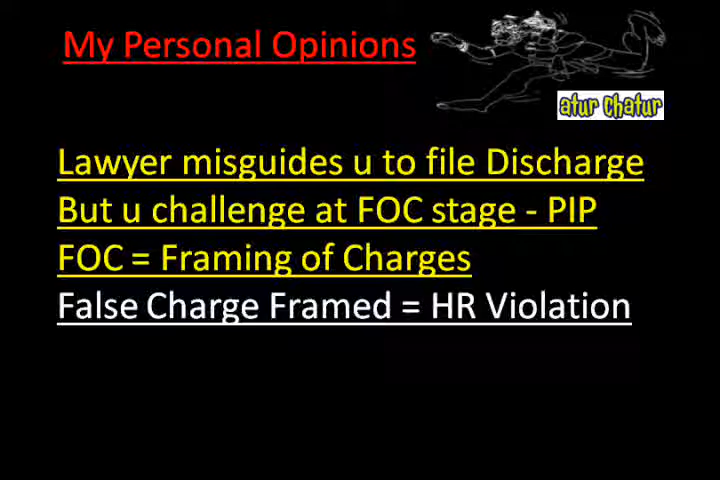 My Personal Opinions
atur chatur
Lawyer misguides u to file Discharge
But u challenge at FOC stage - PIP
FOC = Framing of Charges
False Charge Framed = HR Violation